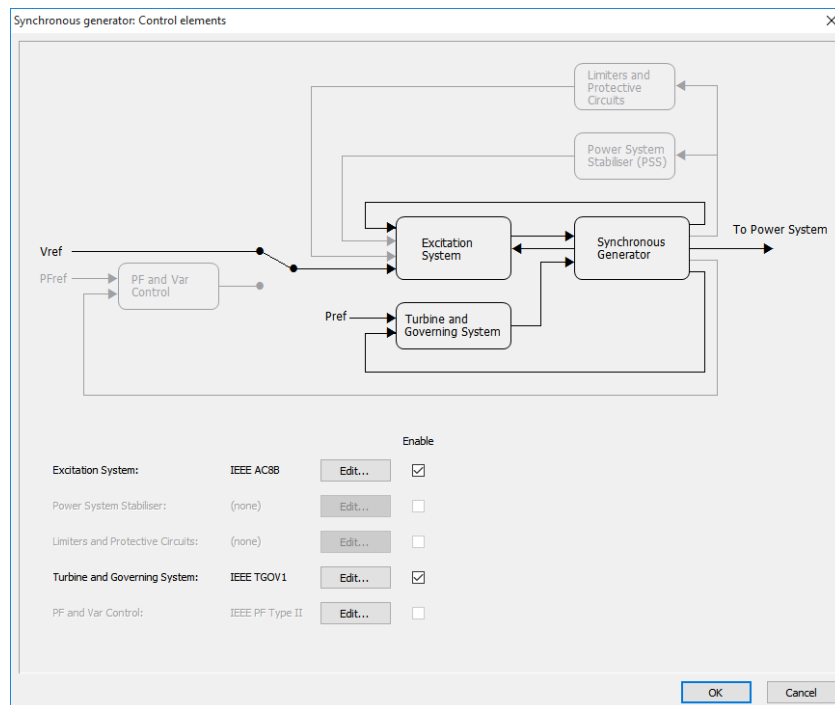 Synchronous generator: Control elements
Limiters and
Protective
Circuits
Power System
Stabiliser (PSS)
Vref
PFref
PF and Var
Control
Excitation
System
Synchronous
Generator
To Power System
Pref
Turbine and
Governing System
Enable
Excitation System: IEEE AC8B Edit...
Power System Stabiliser: (none) Edit...
Limiters and Protective Circuits: (none) Edit...
Turbine and Governing System: IEEE TGOV1 Edit...
PF and Var Control: IEEE PF Type II Edit...
OK Cancel